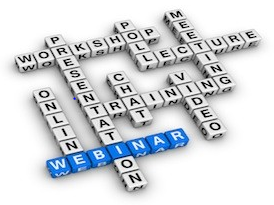 MEETING
POLL
WORKSHOP
LECTURE
PRESENTATION
CHAT
VIDEO
TRAINING
ONLINE
WEBINAR